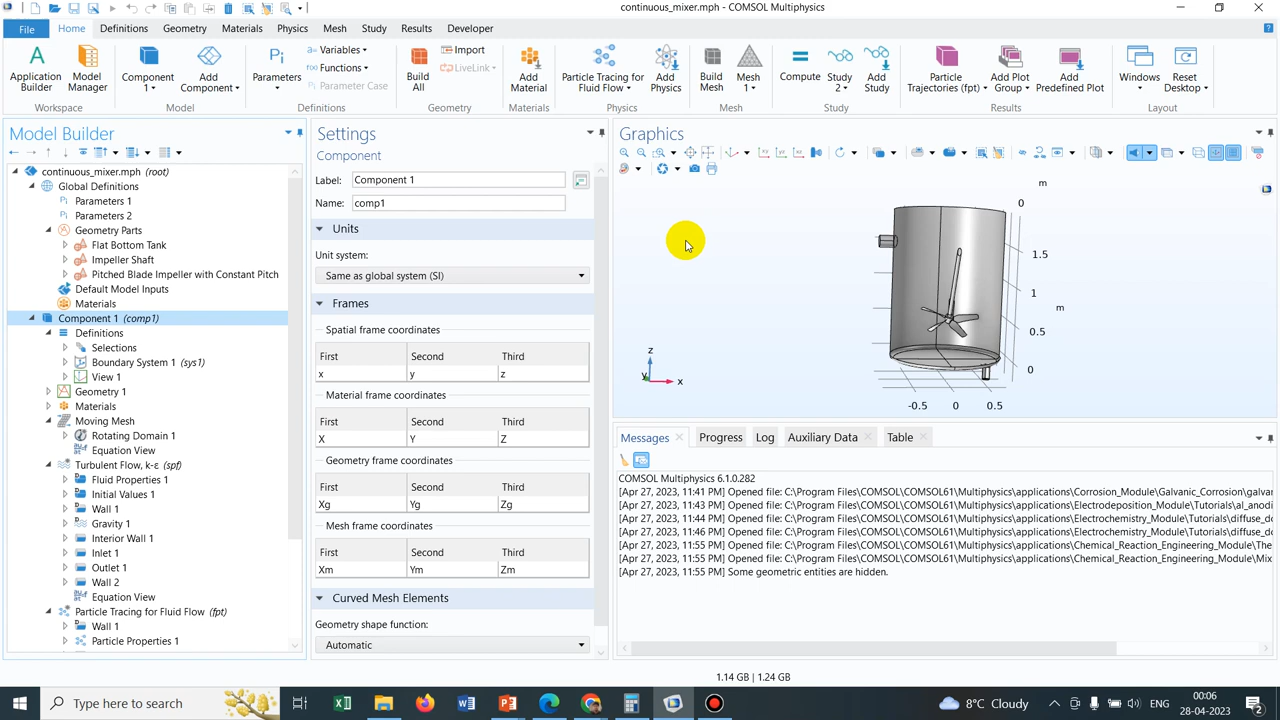 continuous_mixer.mph - COMSOL Multiphysics
File
Home
Definitions
Geometry
Materials
Physics
Mesh
Study
Results
Developer
Application Builder
Model Manager
Workspace
Component 1
Add Component
Model
Pi Parameters
Variables
f(x) Functions
Parameter Case
Definitions
Build All
Import
LiveLink
Geometry
Add Material
Materials
Particle Tracing for Fluid Flow
Add Physics
Physics
Build Mesh
Mesh 1
Mesh
Compute
Study 2
Add Study
Study
Particle Trajectories (fpt)
Add Plot Group
Add Predefined Plot
Results
Windows
Reset Desktop
Layout
Model Builder
continuous_mixer.mph (root)
Global Definitions
Pi Parameters 1
Pi Parameters 2
Geometry Parts
Flat Bottom Tank
Impeller Shaft
Pitched Blade Impeller with Constant Pitch
Default Model Inputs
Materials
Component 1 (comp1)
Definitions
Selections
Boundary System 1 (sys1)
View 1
Geometry 1
Materials
Moving Mesh
Rotating Domain 1
Equation View
Turbulent Flow, k-ε (spf)
Fluid Properties 1
Initial Values 1
Wall 1
Gravity 1
Interior Wall 1
Inlet 1
Outlet 1
Wall 2
Equation View
Particle Tracing for Fluid Flow (fpt)
Wall 1
Particle Properties 1
Settings
Component
Label: Component 1
Name: comp1
Units
Unit system:
Same as global system (SI)
Frames
Spatial frame coordinates
First Second Third
x y z
Material frame coordinates
First Second Third
X Y Z
Geometry frame coordinates
First Second Third
Xg Yg Zg
Mesh frame coordinates
First Second Third
Xm Ym Zm
Curved Mesh Elements
Geometry shape function:
Automatic
Graphics
m
0
1.5
1
m
0.5
0
-0.5 0 0.5
z
y x
Messages
Progress
Log
Auxiliary Data
Table
COMSOL Multiphysics 6.1.0.282
[Apr 27, 2023, 11:41 PM] Opened file: C:\Program Files\COMSOL\COMSOL61\Multiphysics\applications\Corrosion_Module\Galvanic_Corrosion\galva
[Apr 27, 2023, 11:43 PM] Opened file: C:\Program Files\COMSOL\COMSOL61\Multiphysics\applications\Electrodeposition_Module\Tutorials\al_anodi
[Apr 27, 2023, 11:44 PM] Opened file: C:\Program Files\COMSOL\COMSOL61\Multiphysics\applications\Electrochemistry_Module\Tutorials\diffuse_do
[Apr 27, 2023, 11:46 PM] Opened file: C:\Program Files\COMSOL\COMSOL61\Multiphysics\applications\Electrochemistry_Module\Tutorials\diffuse_do
[Apr 27, 2023, 11:55 PM] Opened file: C:\Program Files\COMSOL\COMSOL61\Multiphysics\applications\Chemical_Reaction_Engineering_Module\The
[Apr 27, 2023, 11:55 PM] Opened file: C:\Program Files\COMSOL\COMSOL61\Multiphysics\applications\Chemical_Reaction_Engineering_Module\Mix
[Apr 27, 2023, 11:55 PM] Some geometric entities are hidden.
1.14 GB | 1.24 GB
Type here to search
8°C Cloudy
ENG
00:06
28-04-2023
2